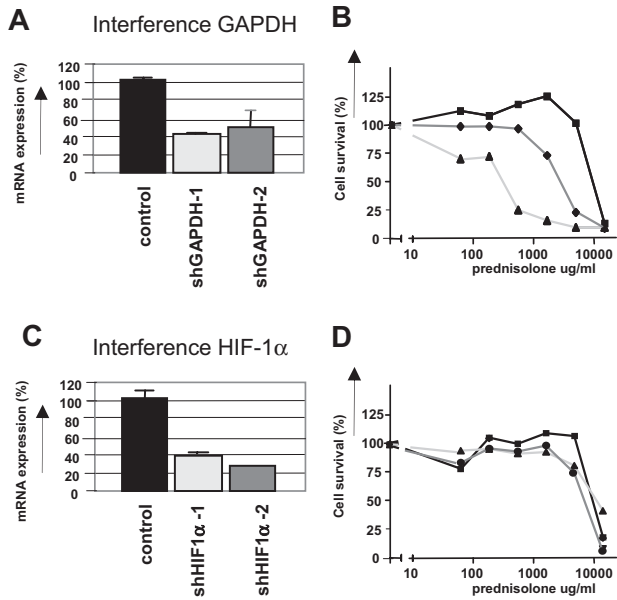 A
Interference GAPDH
mRNA expression (%)
120
100
80
60
40
20
0
control
shGAPDH-1
shGAPDH-2
B
Cell survival (%)
125
100
75
50
25
0
10
100
1000
10000
prednisolone ug/ml
C
Interference HIF-1α
mRNA expression (%)
120
100
80
60
40
20
0
control
shHIF1α-1
shHIF1α-2
D
Cell survival (%)
125
100
75
50
25
0
10
100
1000
10000
prednisolone ug/ml